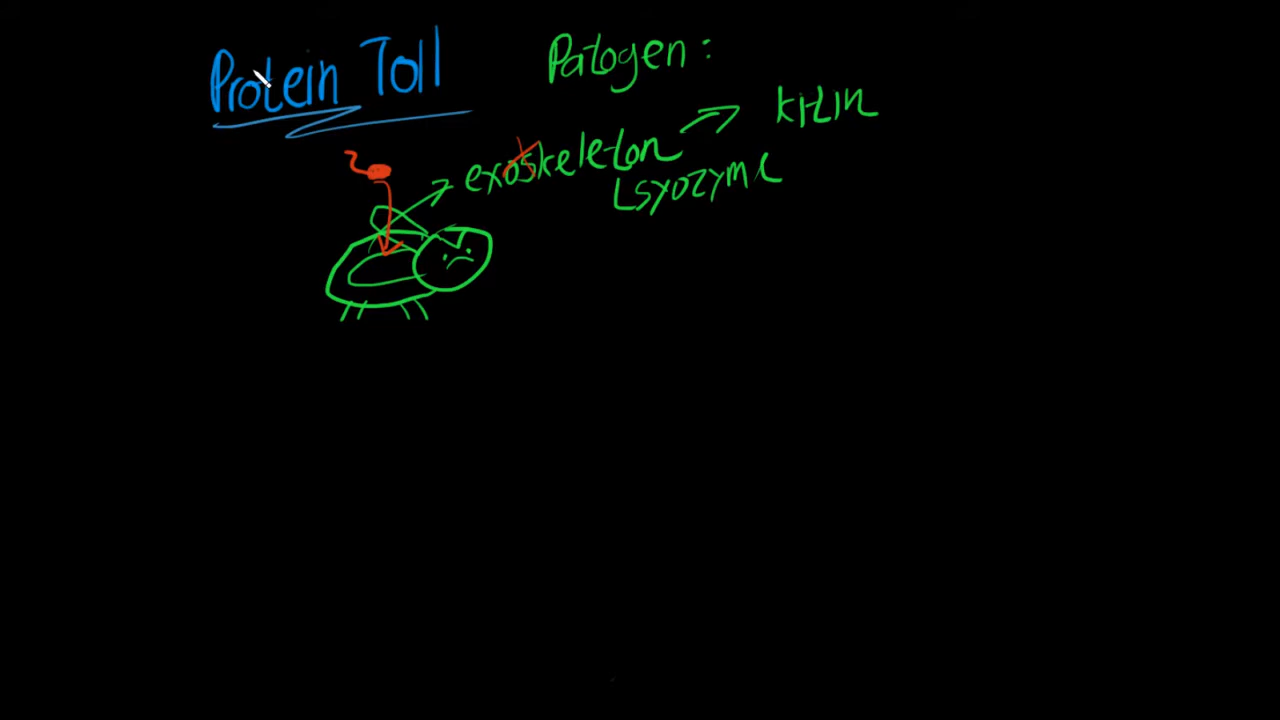 Protein Toll
Patogen :
kitin
exoskeleton
Lsyozyme